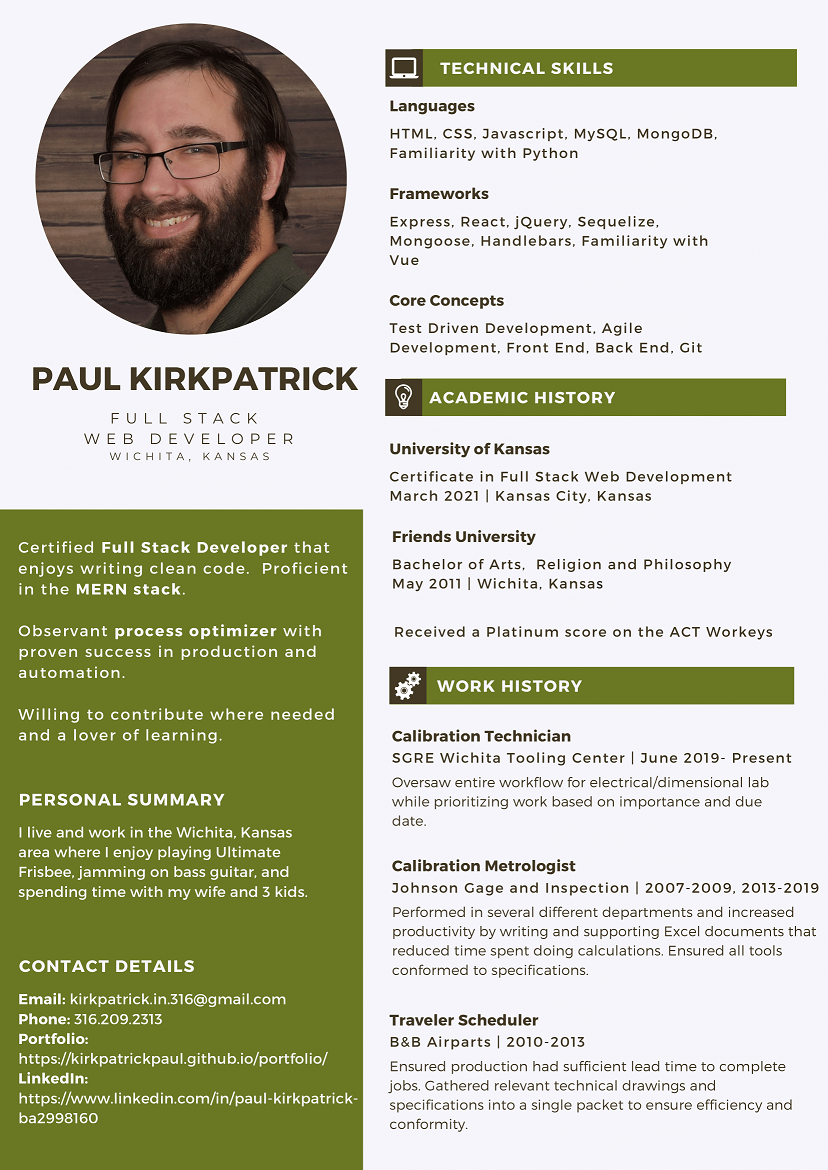 PAUL KIRKPATRICK
FULL STACK
WEB DEVELOPER
WICHITA, KANSAS
Certified Full Stack Developer that
enjoys writing clean code.  Proficient
in the MERN stack.
Observant process optimizer with
proven success in production and
automation.
Willing to contribute where needed
and a lover of learning.
PERSONAL SUMMARY
I live and work in the Wichita, Kansas
area where I enjoy playing Ultimate
Frisbee, jamming on bass guitar, and
spending time with my wife and 3 kids.
CONTACT DETAILS
Email: kirkpatrick.in.316@gmail.com
Phone: 316.209.2313
Portfolio:
https://kirkpatrickpaul.github.io/portfolio/
LinkedIn:
https://www.linkedin.com/in/paul-kirkpatrick-
ba2998160
TECHNICAL SKILLS
Languages
HTML, CSS, Javascript, MySQL, MongoDB,
Familiarity with Python
Frameworks
Express, React, jQuery, Sequelize,
Mongoose, Handlebars, Familiarity with
Vue
Core Concepts
Test Driven Development, Agile
Development, Front End, Back End, Git
ACADEMIC HISTORY
University of Kansas
Certificate in Full Stack Web Development
March 2021 | Kansas City, Kansas
Friends University
Bachelor of Arts,  Religion and Philosophy
May 2011 | Wichita, Kansas
Received a Platinum score on the ACT Workeys
WORK HISTORY
Calibration Technician
SGRE Wichita Tooling Center | June 2019- Present
Oversaw entire workflow for electrical/dimensional lab
while prioritizing work based on importance and due
date.
Calibration Metrologist
Johnson Gage and Inspection | 2007-2009, 2013-2019
Performed in several different departments and increased
productivity by writing and supporting Excel documents that
reduced time spent doing calculations. Ensured all tools
conformed to specifications.
Traveler Scheduler
B&B Airparts | 2010-2013
Ensured production had sufficient lead time to complete
jobs. Gathered relevant technical drawings and
specifications into a single packet to ensure efficiency and
conformity.